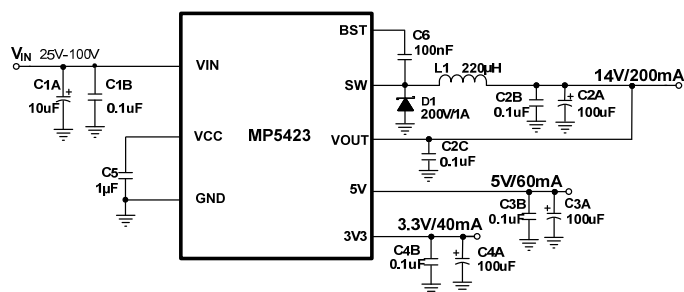 BST
C6
100nF
VIN 25V-100V
VIN
C1A
+
10uF
C1B
0.1uF
SW
L1 220μH
14V/200mA
D1
200V/1A
C2B
0.1uF
+
C2A
100uF
VCC
MP5423
VOUT
C2C
0.1uF
C5
1μF
GND
5V
5V/60mA
C3B
0.1uF
+
C3A
100uF
3V3
3.3V/40mA
C4B
0.1uF
+
C4A
100uF